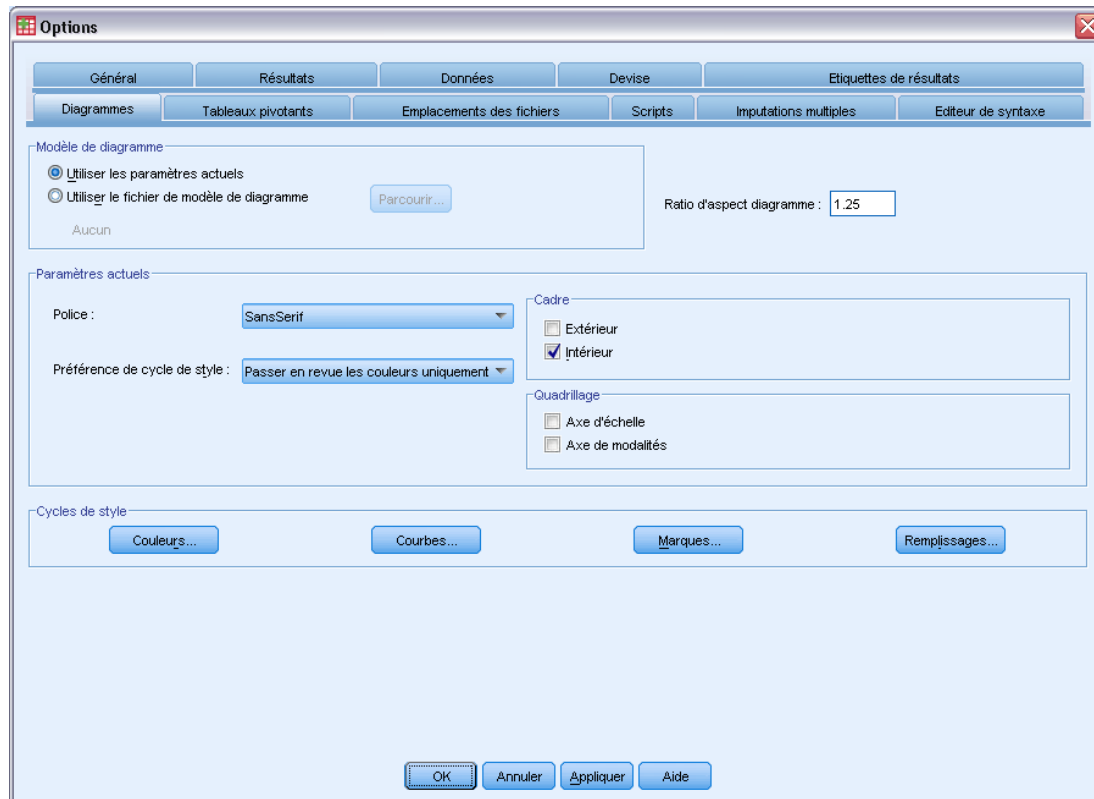 Options
Général Résultats Données Devise Etiquettes de résultats
Diagrammes Tableaux pivotants Emplacements des fichiers Scripts Imputations multiples Editeur de syntaxe
Modèle de diagramme
Utiliser les paramètres actuels
Utiliser le fichier de modèle de diagramme Parcourir...
Aucun
Ratio d'aspect diagramme : 1.25
Paramètres actuels
Police : SansSerif
Préférence de cycle de style : Passer en revue les couleurs uniquement
Cadre
Extérieur
Intérieur
Quadrillage
Axe d'échelle
Axe de modalités
Cycles de style
Couleurs... Courbes... Marques... Remplissages...
OK Annuler Appliquer Aide